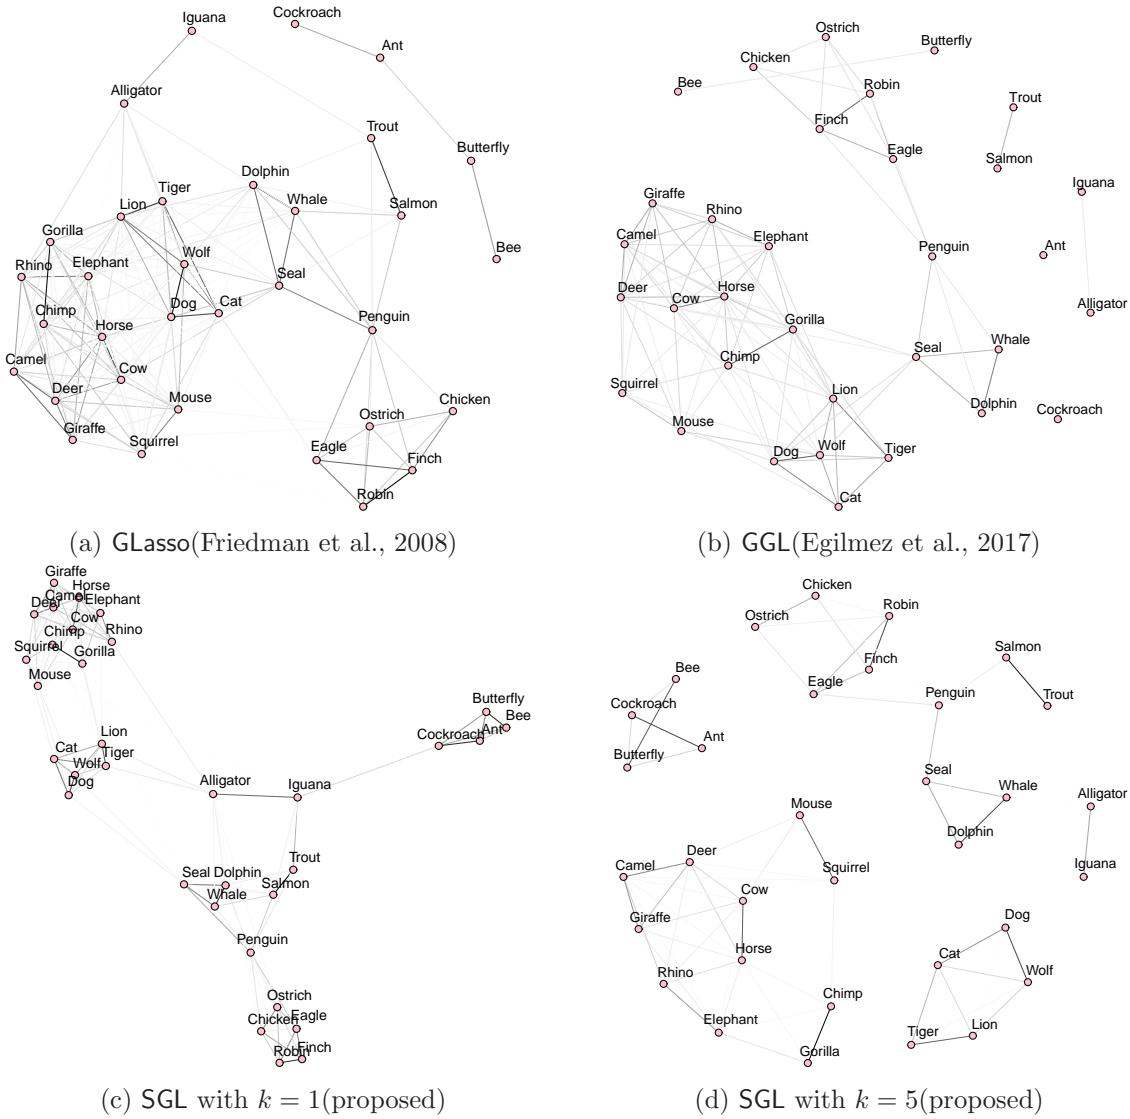 Iguana
Cockroach
Ant
Alligator
Trout
Butterfly
Dolphin
Tiger
Whale
Lion
Salmon
Gorilla
Wolf
Bee
Rhino
Elephant
Seal
Chimp
Dog
Cat
Penguin
Horse
Camel
Cow
Deer
Mouse
Chicken
Giraffe
Ostrich
Squirrel
Eagle
Finch
Robin
(a) GLasso(Friedman et al., 2008)
Ostrich
Butterfly
Chicken
Bee
Robin
Trout
Finch
Eagle
Salmon
Iguana
Giraffe
Rhino
Camel
Elephant
Penguin
Ant
Deer
Cow
Horse
Alligator
Gorilla
Seal
Whale
Chimp
Squirrel
Lion
Dolphin
Cockroach
Mouse
Dog
Wolf
Tiger
Cat
(b) GGL(Egilmez et al., 2017)
Giraffe
Horse
Camel
Deer
Elephant
Cow
Chimp
Rhino
Squirrel
Gorilla
Mouse
Butterfly
Bee
Ant
Cockroach
Lion
Cat
Tiger
Wolf
Dog
Alligator
Iguana
Trout
Seal
Dolphin
Salmon
Whale
Penguin
Ostrich
Chicken
Eagle
Robin
Finch
(c) SGL with k = 1(proposed)
Chicken
Robin
Ostrich
Salmon
Finch
Bee
Eagle
Penguin
Trout
Cockroach
Ant
Butterfly
Seal
Whale
Alligator
Mouse
Dolphin
Deer
Camel
Squirrel
Iguana
Cow
Giraffe
Dog
Horse
Cat
Wolf
Rhino
Chimp
Elephant
Tiger
Lion
Gorilla
(d) SGL with k = 5(proposed)